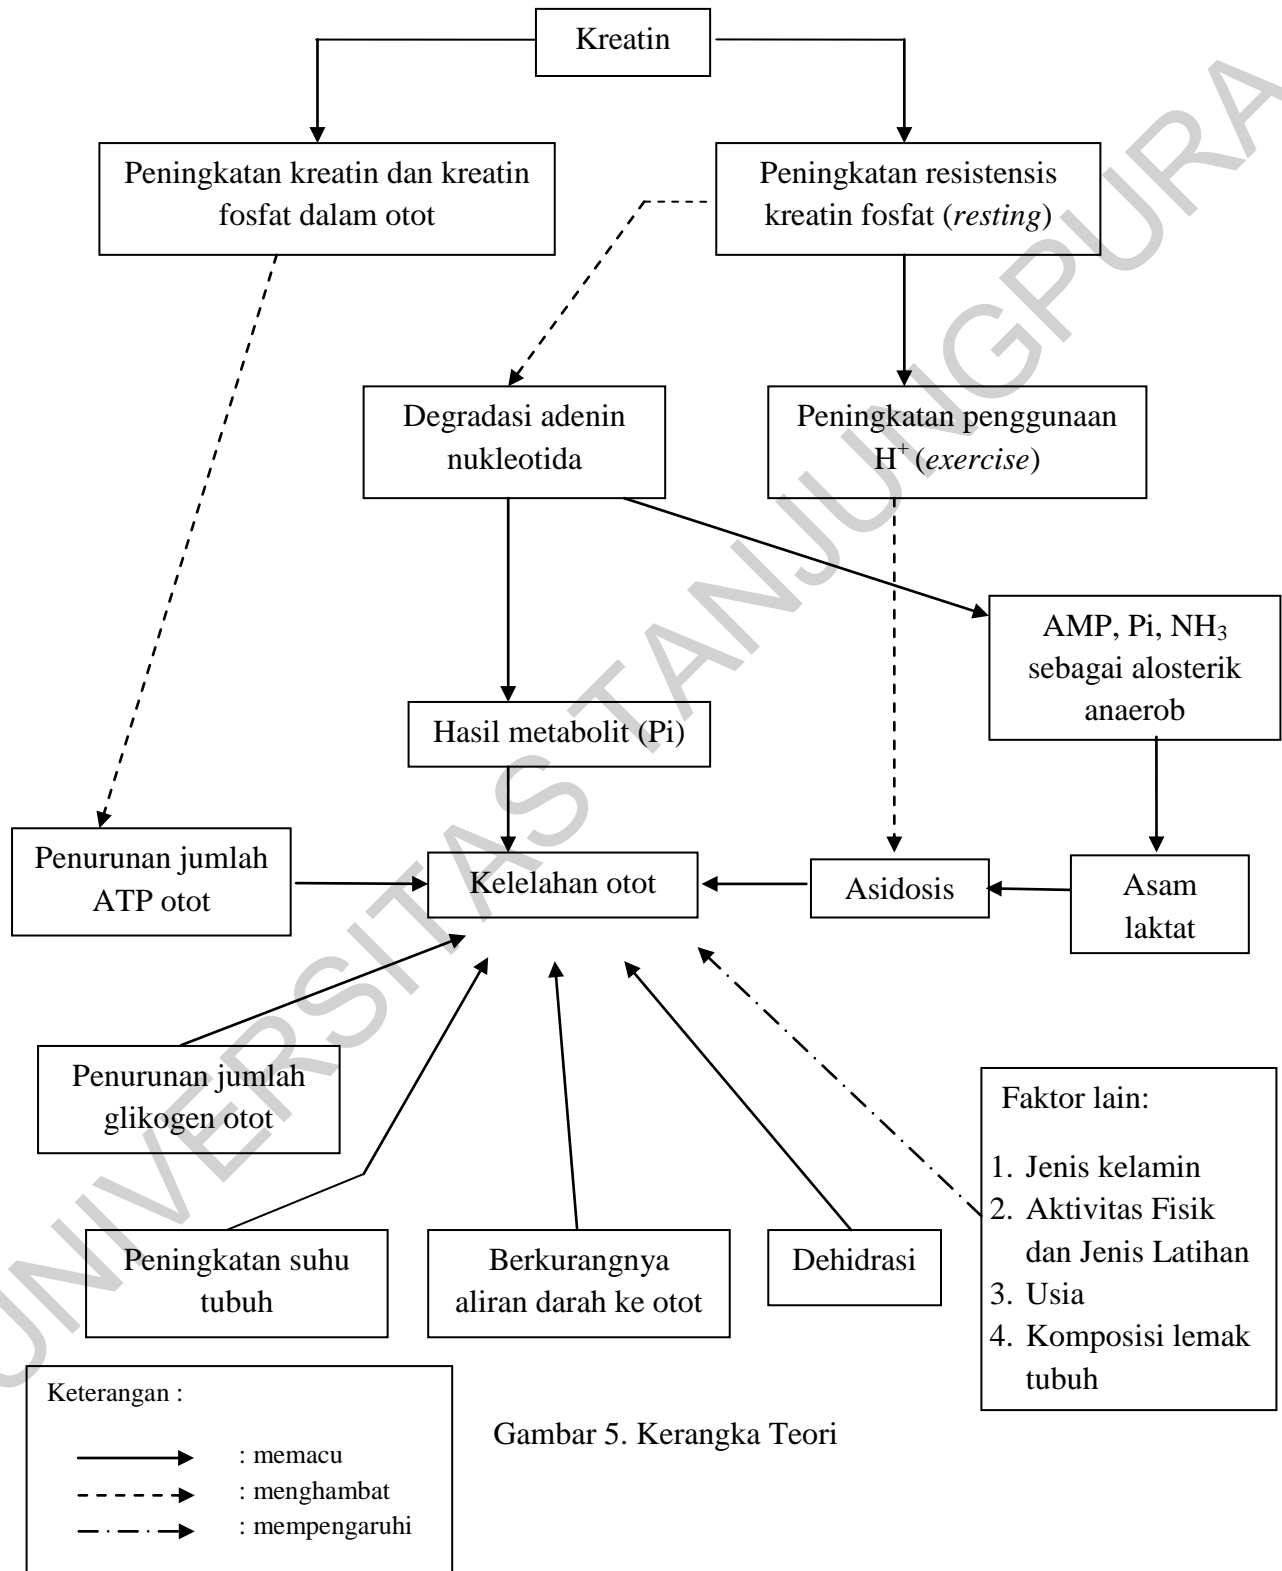 Kreatin
Peningkatan kreatin dan kreatin
fosfat dalam otot
Peningkatan resistensis
kreatin fosfat (resting)
Degradasi adenin
nukleotida
Peningkatan penggunaan
H⁺ (exercise)
AMP, Pi, NH₃
sebagai alosterik
anaerob
Hasil metabolit (Pi)
Penurunan jumlah
ATP otot
Kelelahan otot
Asidosis
Asam
laktat
Penurunan jumlah
glikogen otot
Peningkatan suhu
tubuh
Berkurangnya
aliran darah ke otot
Dehidrasi
Faktor lain:
1. Jenis kelamin
2. Aktivitas Fisik
dan Jenis Latihan
3. Usia
4. Komposisi lemak
tubuh
Keterangan :
: memacu
: menghambat
: mempengaruhi
Gambar 5. Kerangka Teori
UNIVERSITAS TANJUNGPURA